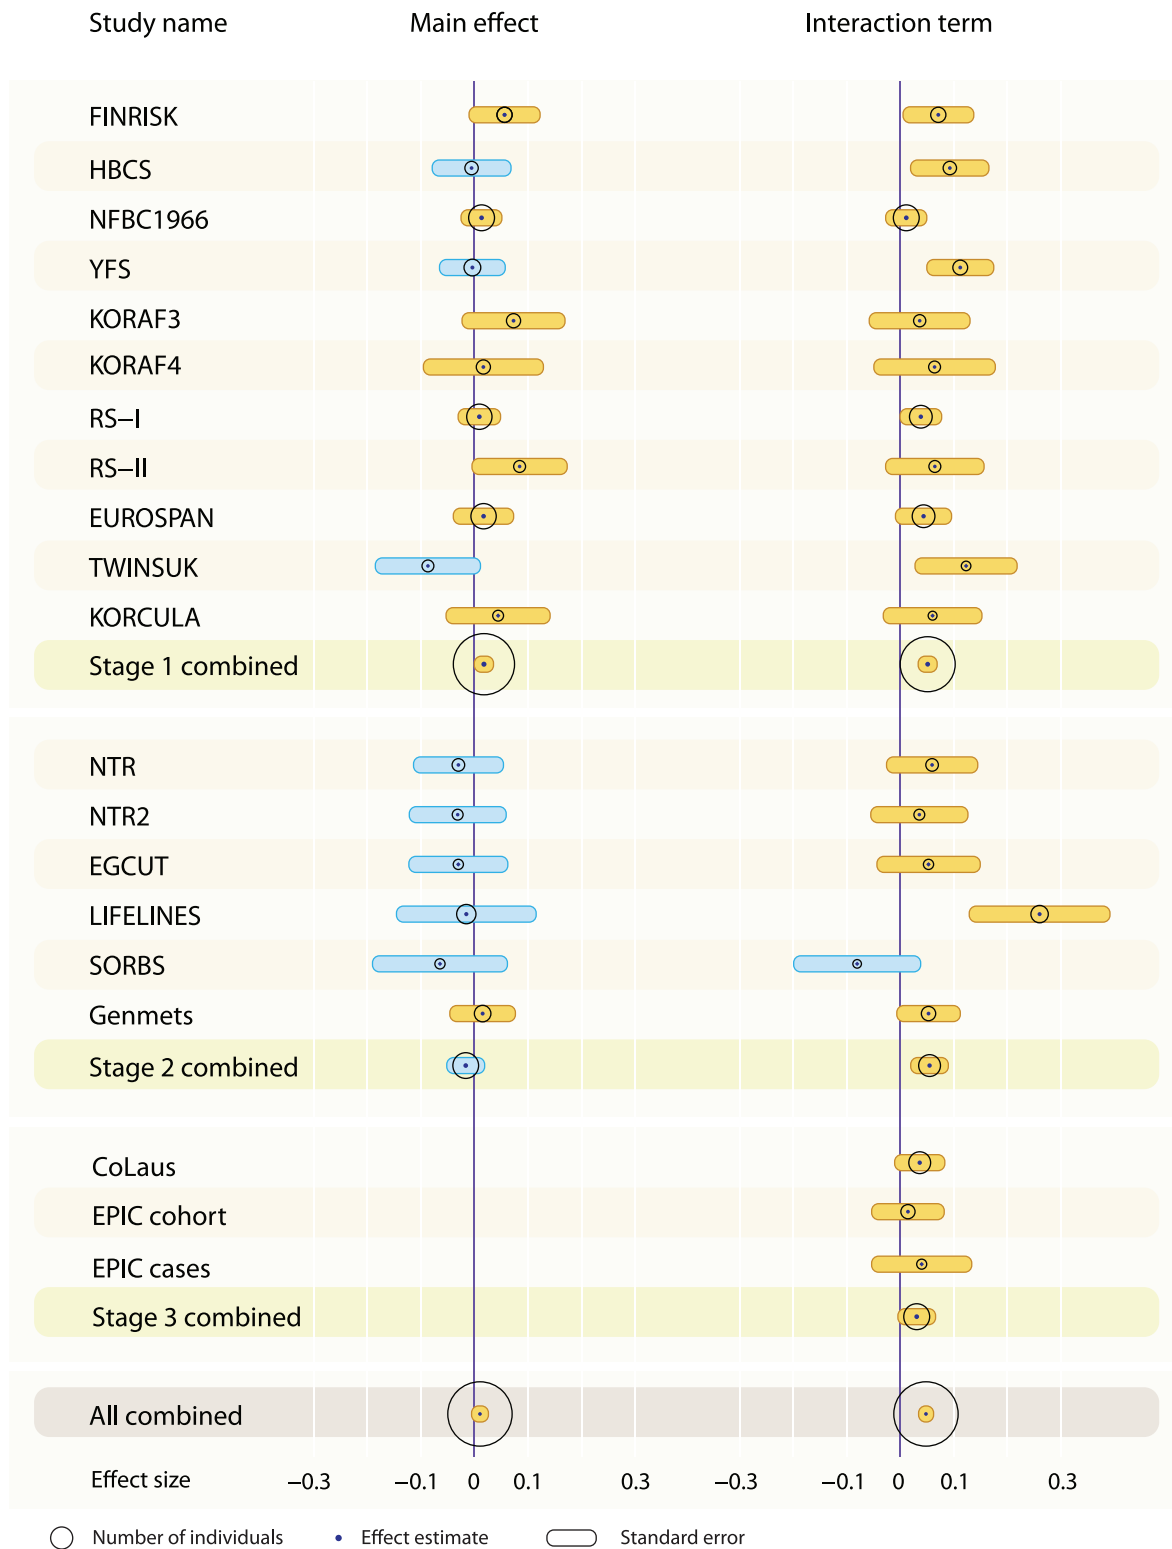 Study name Main effect Interaction term
FINRISK
HBCS
NFBC1966
YFS
KORAF3
KORAF4
RS−I
RS−II
EUROSPAN
TWINSUK
KORCULA
Stage 1 combined
NTR
NTR2
EGCUT
LIFELINES
SORBS
Genmets
Stage 2 combined
CoLaus
EPIC cohort
EPIC cases
Stage 3 combined
All combined
Effect size −0.3 −0.1 0 0.1 0.3 −0.3 −0.1 0 0.1 0.3
Number of individuals Effect estimate Standard error